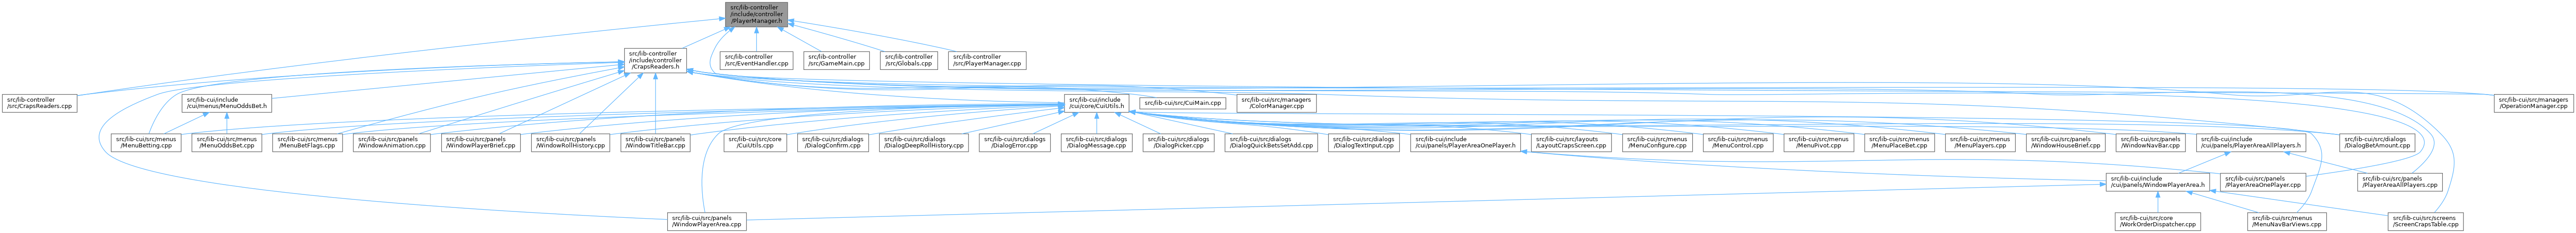 src/lib-controller
/include/controller
/PlayerManager.h
src/lib-controller
/include/controller
/CrapsReaders.h
src/lib-controller
/src/EventHandler.cpp
src/lib-controller
/src/GameMain.cpp
src/lib-controller
/src/Globals.cpp
src/lib-controller
/src/PlayerManager.cpp
src/lib-controller
/src/CrapsReaders.cpp
src/lib-cui/include
/cui/menus/MenuOddsBet.h
src/lib-cui/include
/cui/core/CuiUtils.h
src/lib-cui/src/CuiMain.cpp
src/lib-cui/src/managers
/ColorManager.cpp
src/lib-cui/src/managers
/OperationManager.cpp
src/lib-cui/src/menus
/MenuBetting.cpp
src/lib-cui/src/menus
/MenuOddsBet.cpp
src/lib-cui/src/menus
/MenuBetFlags.cpp
src/lib-cui/src/panels
/WindowAnimation.cpp
src/lib-cui/src/panels
/WindowPlayerBrief.cpp
src/lib-cui/src/panels
/WindowRollHistory.cpp
src/lib-cui/src/panels
/WindowTitleBar.cpp
src/lib-cui/src/core
/CuiUtils.cpp
src/lib-cui/src/dialogs
/DialogConfirm.cpp
src/lib-cui/src/dialogs
/DialogDeepRollHistory.cpp
src/lib-cui/src/dialogs
/DialogError.cpp
src/lib-cui/src/dialogs
/DialogMessage.cpp
src/lib-cui/src/dialogs
/DialogPicker.cpp
src/lib-cui/src/dialogs
/DialogQuickBetsSetAdd.cpp
src/lib-cui/src/dialogs
/DialogTextInput.cpp
src/lib-cui/include
/cui/panels/PlayerAreaOnePlayer.h
src/lib-cui/src/layouts
/LayoutCrapsScreen.cpp
src/lib-cui/src/menus
/MenuConfigure.cpp
src/lib-cui/src/menus
/MenuControl.cpp
src/lib-cui/src/menus
/MenuPivot.cpp
src/lib-cui/src/menus
/MenuPlaceBet.cpp
src/lib-cui/src/menus
/MenuPlayers.cpp
src/lib-cui/src/panels
/WindowHouseBrief.cpp
src/lib-cui/src/panels
/WindowNavBar.cpp
src/lib-cui/include
/cui/panels/PlayerAreaAllPlayers.h
src/lib-cui/src/dialogs
/DialogBetAmount.cpp
src/lib-cui/include
/cui/panels/WindowPlayerArea.h
src/lib-cui/src/panels
/PlayerAreaOnePlayer.cpp
src/lib-cui/src/panels
/PlayerAreaAllPlayers.cpp
src/lib-cui/src/panels
/WindowPlayerArea.cpp
src/lib-cui/src/core
/WorkOrderDispatcher.cpp
src/lib-cui/src/menus
/MenuNavBarViews.cpp
src/lib-cui/src/screens
/ScreenCrapsTable.cpp